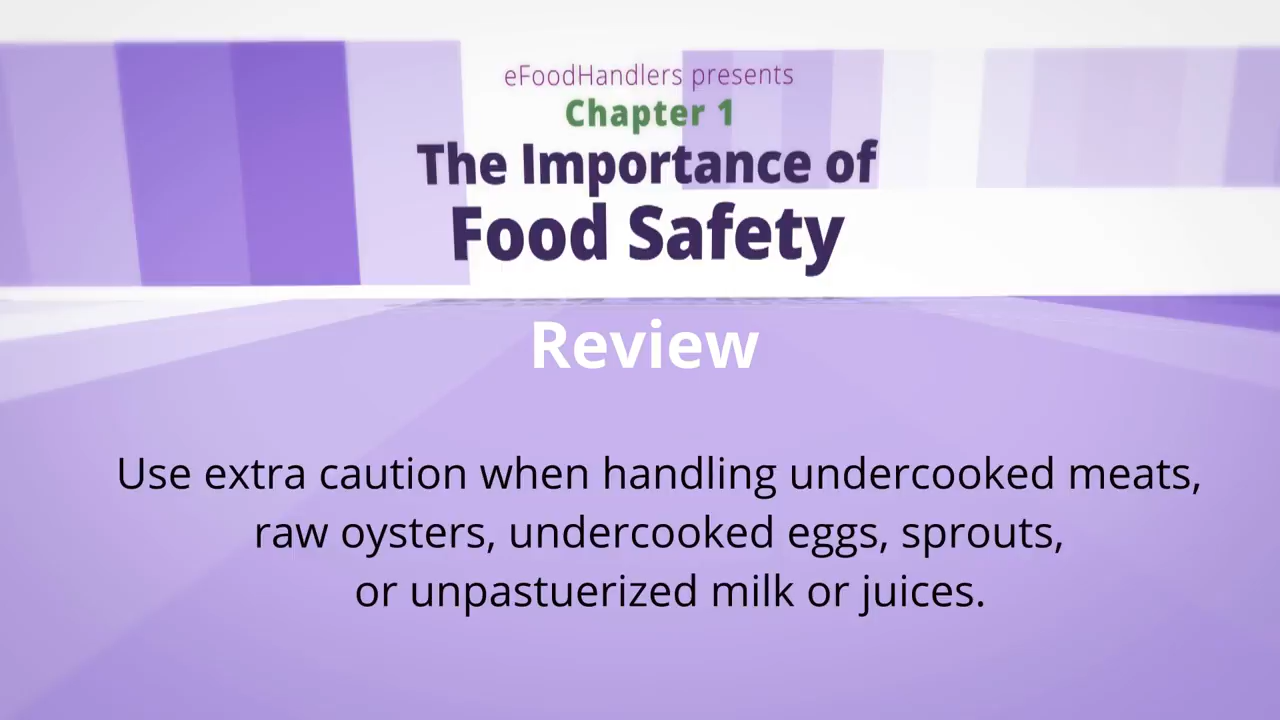 eFoodHandlers presents
Chapter 1
The Importance of
Food Safety
Review
Use extra caution when handling undercooked meats,
raw oysters, undercooked eggs, sprouts,
or unpastuerized milk or juices.